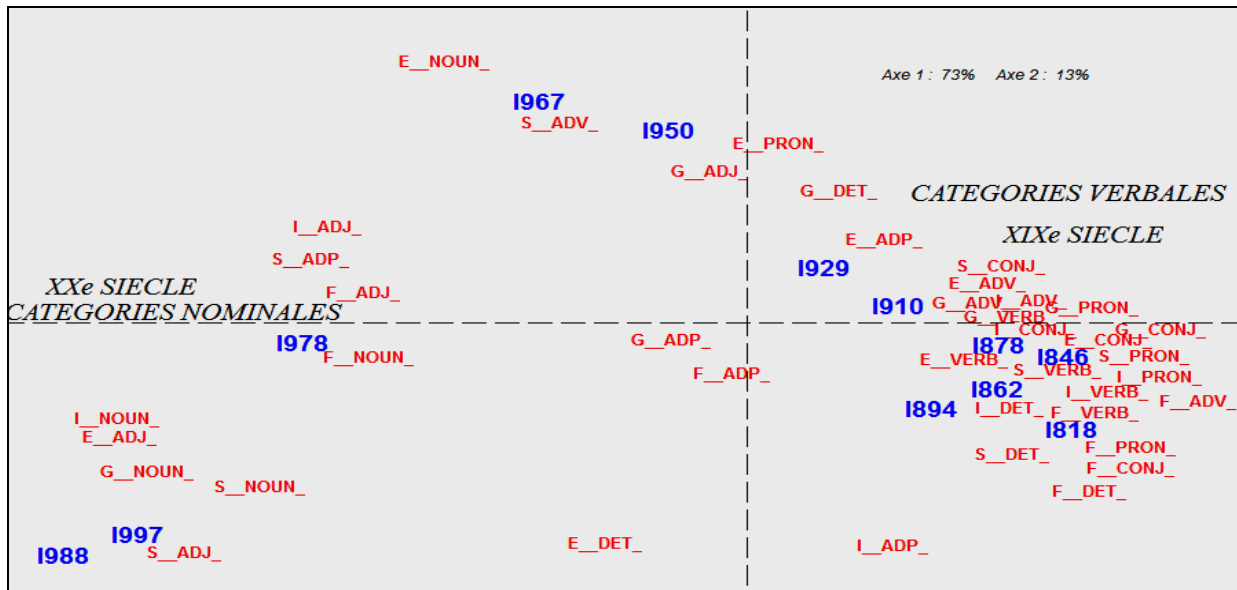 E__NOUN_
Axe 1 : 73% Axe 2 : 13%
I967
S__ADV_
I950
E__PRON_
G__ADJ_
G__DET_
CATEGORIES VERBALES
I__ADJ_
XIXe SIECLE
E__ADP_
S__ADP_
I929
S__CONJ_
E__ADV_
XXe SIECLE
F__ADJ_
G__ADV_
I__ADV_
G__PRON_
I910
CATEGORIES NOMINALES
G__VERB_
I__CONJ_
G__CONJ_
G__ADP_
E__CONJ_
I978
I878
F__NOUN_
I846
S__PRON_
E__VERB_
S__VERB_
F__ADP_
I__PRON_
I862
I__VERB_
F__ADV_
I894
I__DET_
F__VERB_
I__NOUN_
I818
E__ADJ_
F__PRON_
S__DET_
G__NOUN_
F__CONJ_
S__NOUN_
F__DET_
I997
E__DET_
I__ADP_
I988
S__ADJ_